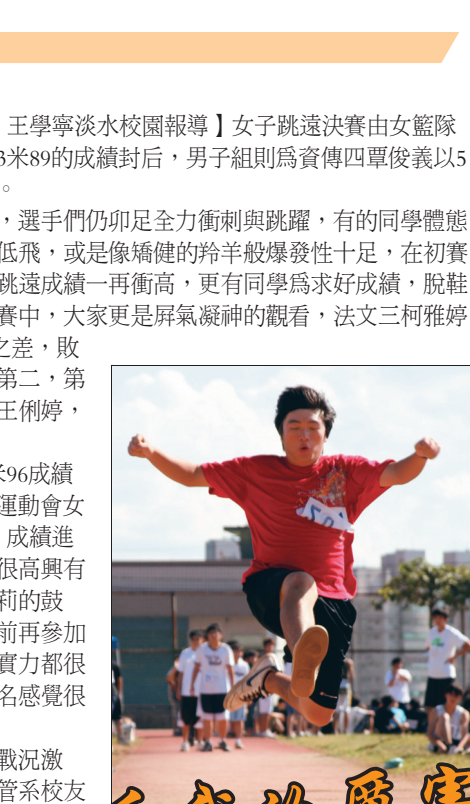 王學寧淡水校園報導】女子跳遠決賽由女籃隊
3米89的成績封后，男子組則爲資傳四覃俊義以5
。
，選手們仍卯足全力衝刺與跳躍，有的同學體態
低飛，或是像矯健的羚羊般爆發性十足，在初賽
跳遠成績一再衝高，更有同學爲求好成績，脫鞋
賽中，大家更是屏氣凝神的觀看，法文三柯雅婷
之差，敗
第二，第
王俐婷，
米96成績
運動會女
成績進
很高興有
莉的鼓
前再參加
實力都很
名感覺很
戰況激
管系校友